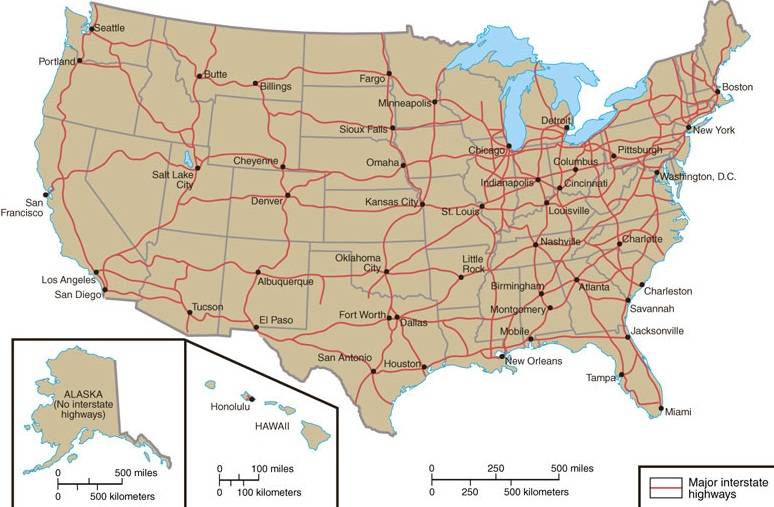 Seattle
Portland
Butte
Billings
Fargo
Minneapolis
Boston
Sioux Falls
Detroit
New York
Chicago
Pittsburgh
Salt Lake
City
Cheyenne
Omaha
Columbus
Indianapolis
Cincinnati
Washington, D.C.
San
Francisco
Denver
Kansas City
St. Louis
Louisville
Nashville
Charlotte
Oklahoma
City
Little
Rock
Los Angeles
San Diego
Albuquerque
Birmingham
Atlanta
Charleston
Tucson
El Paso
Fort Worth
Dallas
Montgomery
Savannah
Mobile
Jacksonville
San Antonio
Houston
New Orleans
Tampa
Miami
ALASKA
(No interstate
highways)
0 500 miles
0 500 kilometers
Honolulu
HAWAII
0 100 miles
0 100 kilometers
0 250 500 miles
0 250 500 kilometers
Major interstate
highways